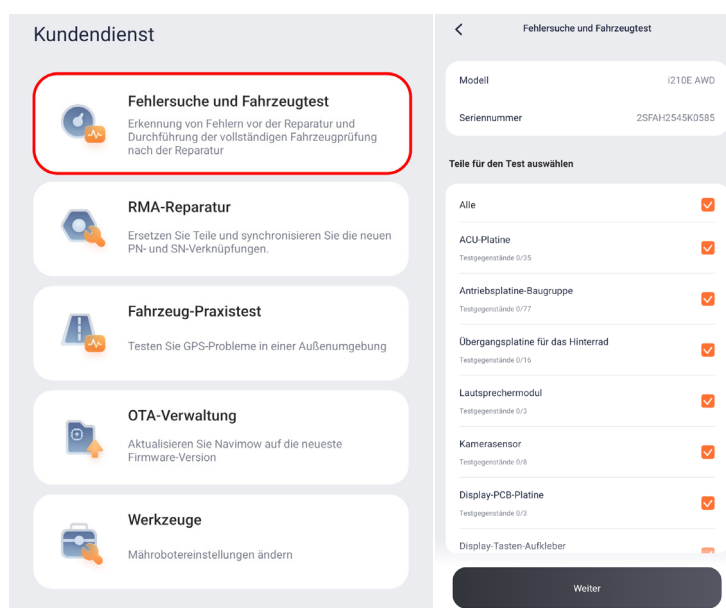 Kundendienst
Fehlersuche und Fahrzeugtest
Erkennung von Fehlern vor der Reparatur und
Durchführung der vollständigen Fahrzeugprüfung
nach der Reparatur
RMA-Reparatur
Ersetzen Sie Teile und synchronisieren Sie die neuen
PN- und SN-Verknüpfungen.
Fahrzeug-Praxistest
Testen Sie GPS-Probleme in einer Außenumgebung
OTA-Verwaltung
Aktualisieren Sie Navimow auf die neueste
Firmware-Version
Werkzeuge
Mährobotereinstellungen ändern
Fehlersuche und Fahrzeugtest
Modell i210E AWD
Seriennummer 2SFAH2545K0585
Teile für den Test auswählen
Alle
ACU-Platine
Testgegenstände 0/35
Antriebsplatine-Baugruppe
Testgegenstände 0/77
Übergangsplatine für das Hinterrad
Testgegenstände 0/16
Lautsprechermodul
Testgegenstände 0/3
Kamerasensor
Testgegenstände 0/8
Display-PCB-Platine
Testgegenstände 0/3
Display-Tasten-Aufkleber
Weiter